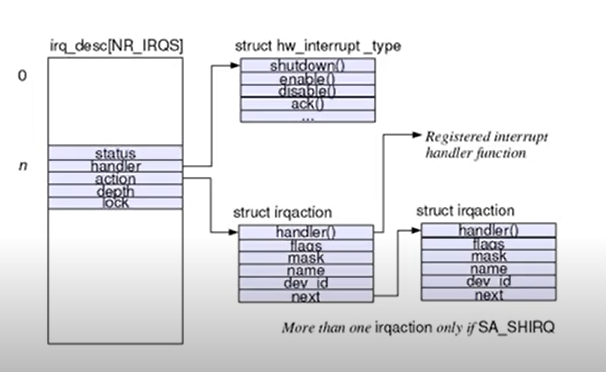 irq_desc[NR_IRQS]
0
n
status
handler
action
depth
lock
struct hw_interrupt _type
shutdown()
enable()
disable()
ack()
...
Registered interrupt
handler function
struct irqaction
handler()
flags
mask
name
dev_id
next
struct irqaction
handler()
flags
mask
name
dev_id
next
More than one irqaction only if SA_SHIRQ